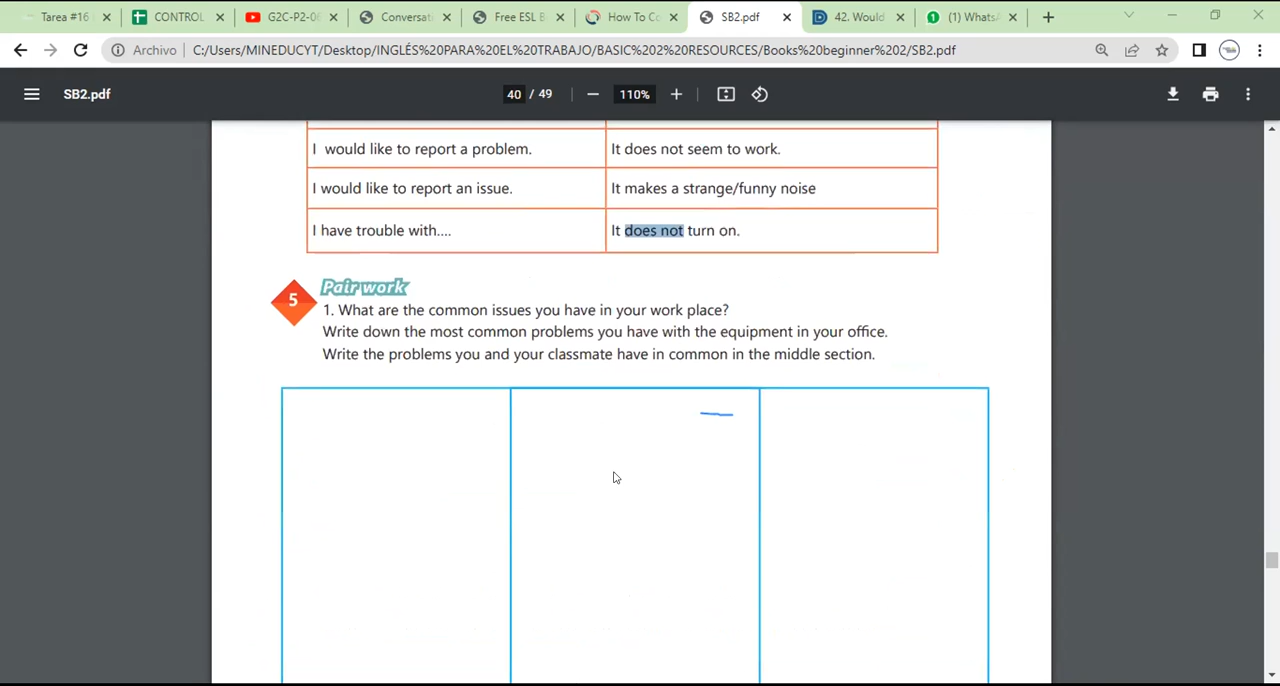 Tarea #16
CONTROL
G2C-P2-0
Conversat
Free ESL B
How To Co
SB2.pdf
42. Would
(1) WhatsA
Archivo
C:/Users/MINEDUCYT/Desktop/INGLÉS%20PARA%20EL%20TRABAJO/BASIC%202%20RESOURCES/Books%20beginner%202/SB2.pdf
SB2.pdf
40 / 49
110%
I would like to report a problem.
It does not seem to work.
I would like to report an issue.
It makes a strange/funny noise
I have trouble with....
It does not turn on.
5
Pair work
1. What are the common issues you have in your work place?
Write down the most common problems you have with the equipment in your office.
Write the problems you and your classmate have in common in the middle section.